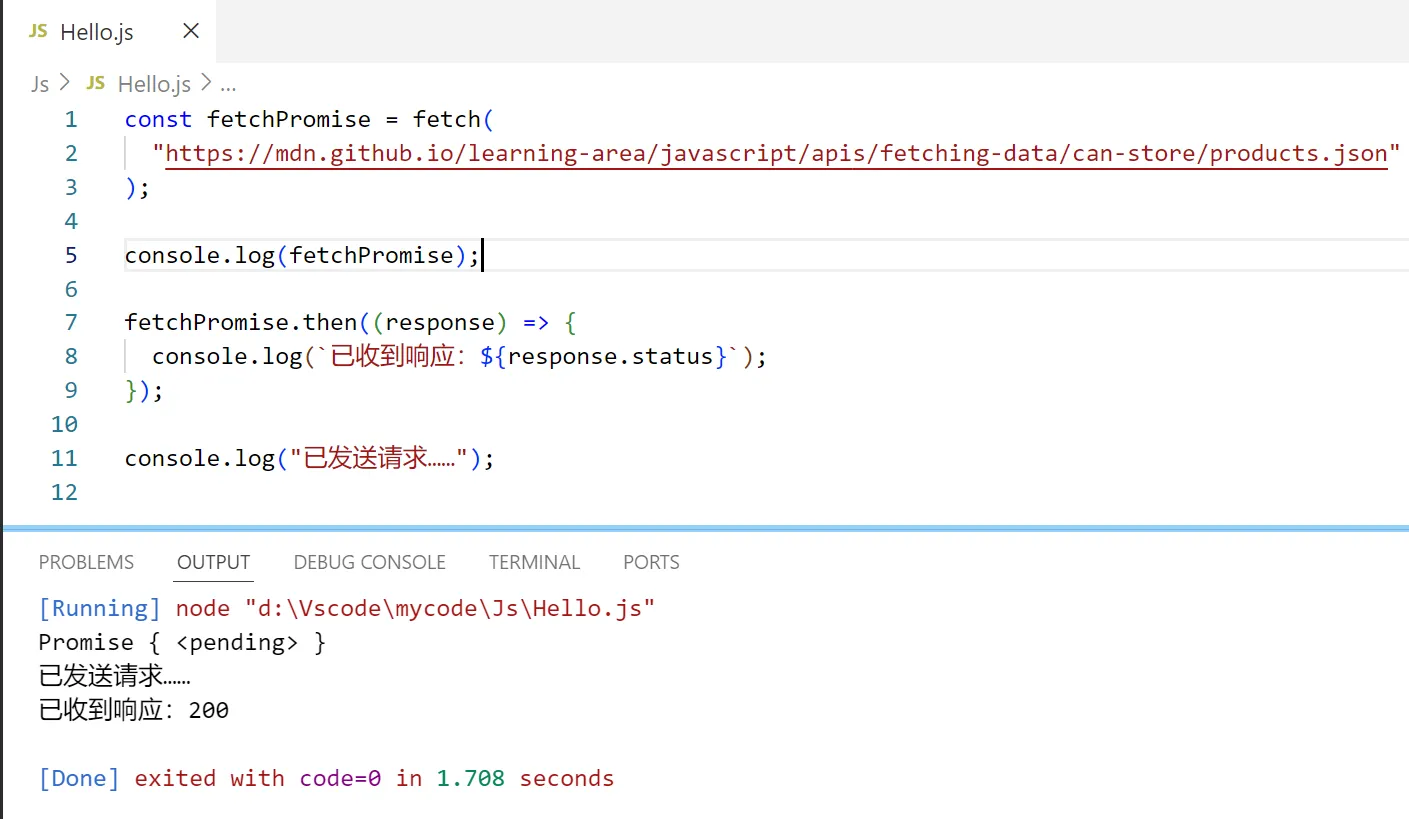 JS Hello.js ×
Js > JS Hello.js > ...
1 const fetchPromise = fetch(
2   "https://mdn.github.io/learning-area/javascript/apis/fetching-data/can-store/products.json"
3 );
4
5 console.log(fetchPromise);
6
7 fetchPromise.then((response) => {
8   console.log(`已收到响应：${response.status}`);
9 });
10
11 console.log("已发送请求……");
12
PROBLEMS OUTPUT DEBUG CONSOLE TERMINAL PORTS
[Running] node "d:\Vscode\mycode\Js\Hello.js"
Promise { <pending> }
已发送请求……
已收到响应：200
[Done] exited with code=0 in 1.708 seconds